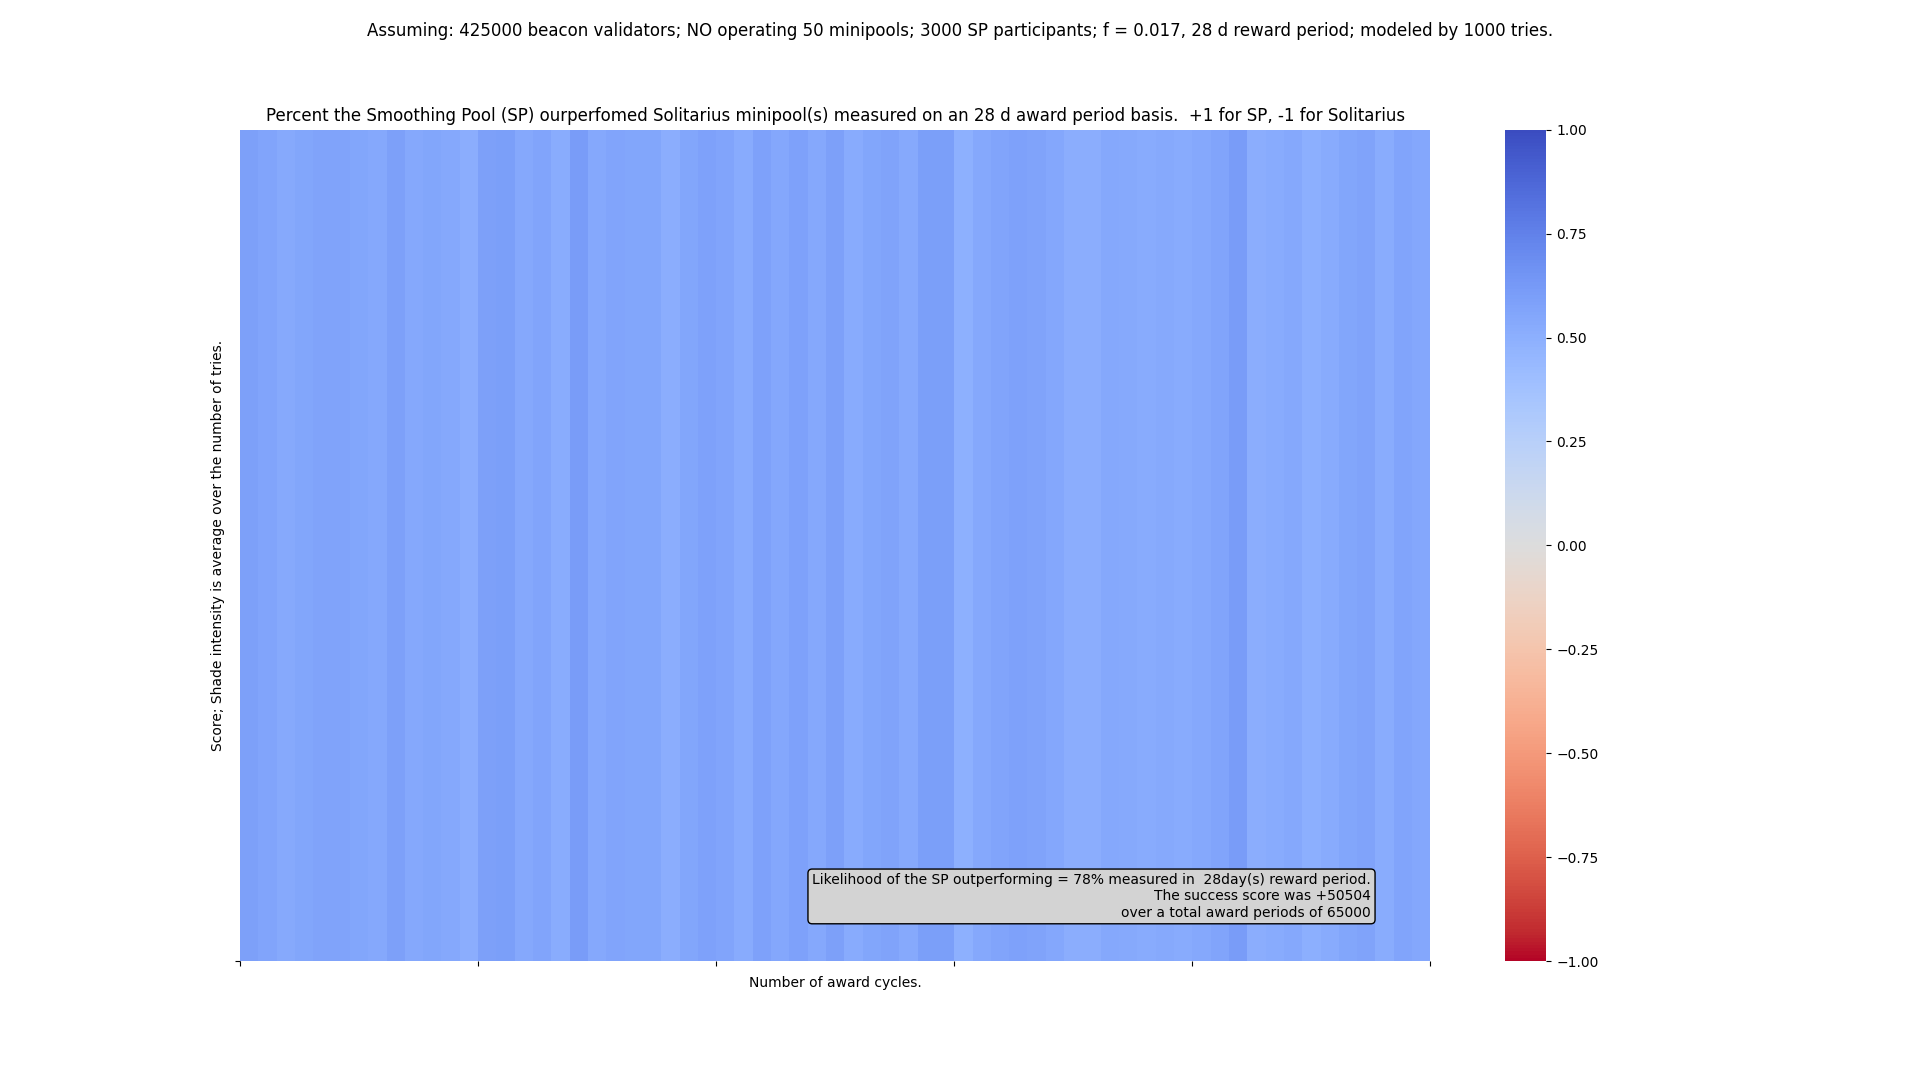 Assuming: 425000 beacon validators; NO operating 50 minipools; 3000 SP participants; f = 0.017, 28 d reward period; modeled by 1000 tries.
Percent the Smoothing Pool (SP) ourperfomed Solitarius minipool(s) measured on an 28 d award period basis.  +1 for SP, -1 for Solitarius
Score; Shade intensity is average over the number of tries.
Likelihood of the SP outperforming = 78% measured in  28day(s) reward period.
The success score was +50504
over a total award periods of 65000
Number of award cycles.
1.00
0.75
0.50
0.25
0.00
−0.25
−0.50
−0.75
−1.00